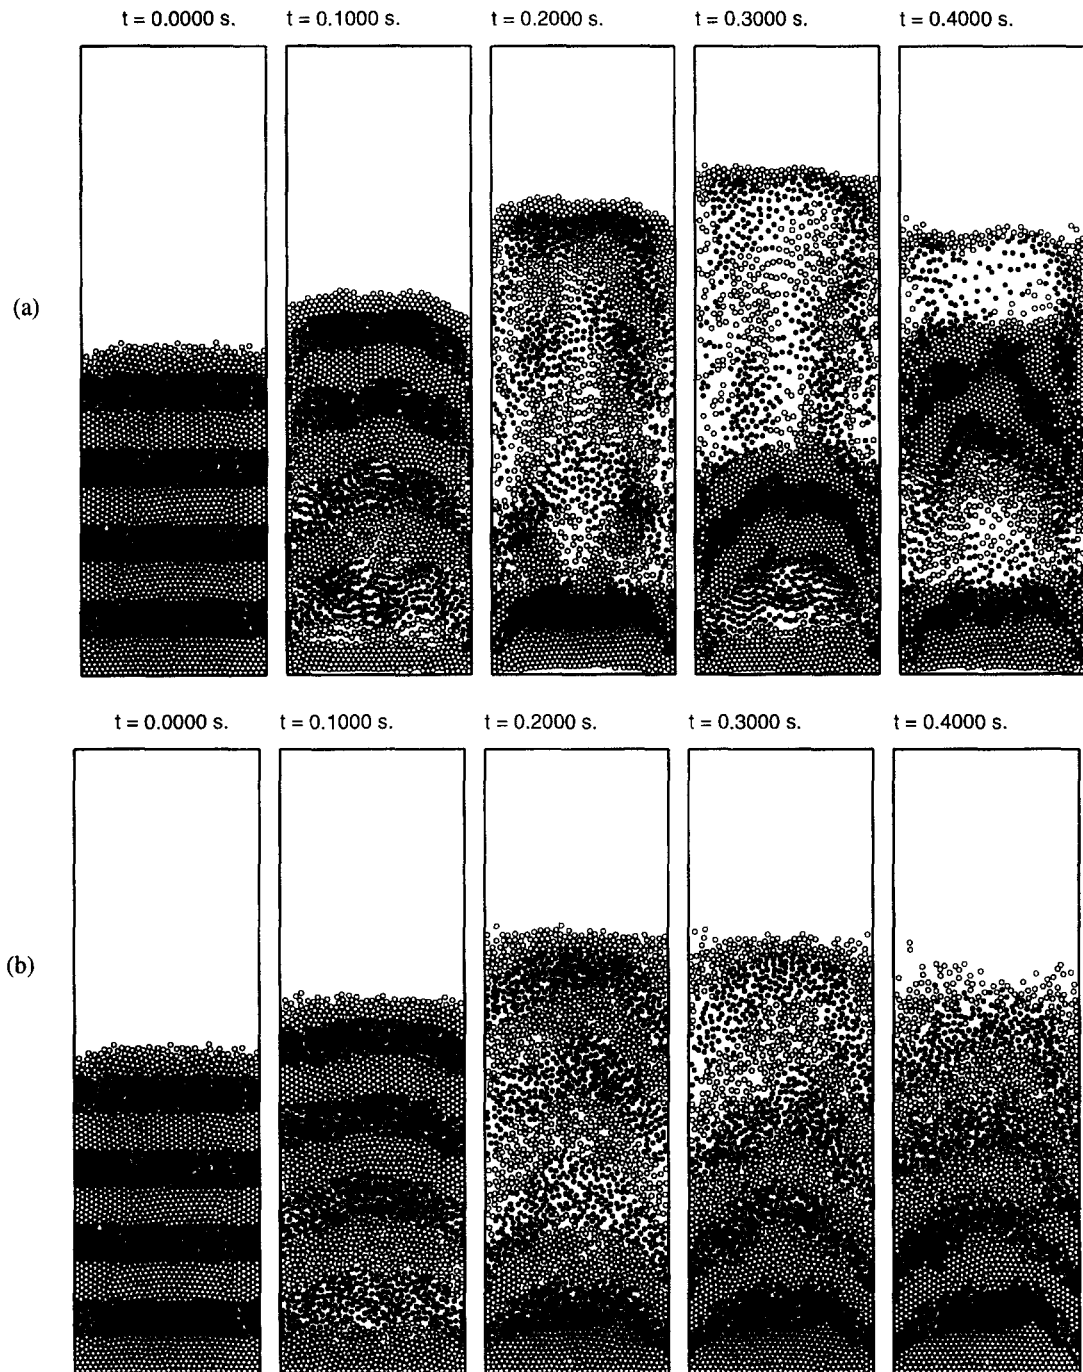 t = 0.0000 s. t = 0.1000 s. t = 0.2000 s. t = 0.3000 s. t = 0.4000 s.
(a)
t = 0.0000 s. t = 0.1000 s. t = 0.2000 s. t = 0.3000 s. t = 0.4000 s.
(b)